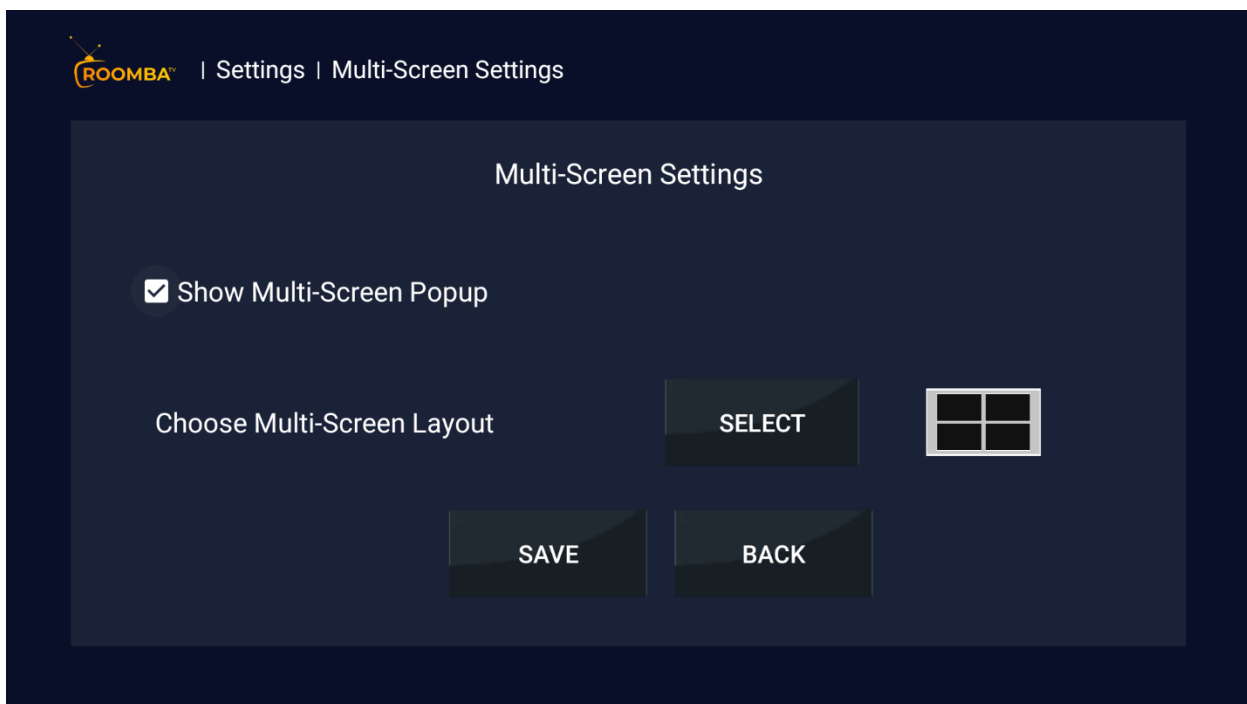 ROOMBA TV | Settings | Multi-Screen Settings
Multi-Screen Settings
Show Multi-Screen Popup
Choose Multi-Screen Layout SELECT
SAVE BACK